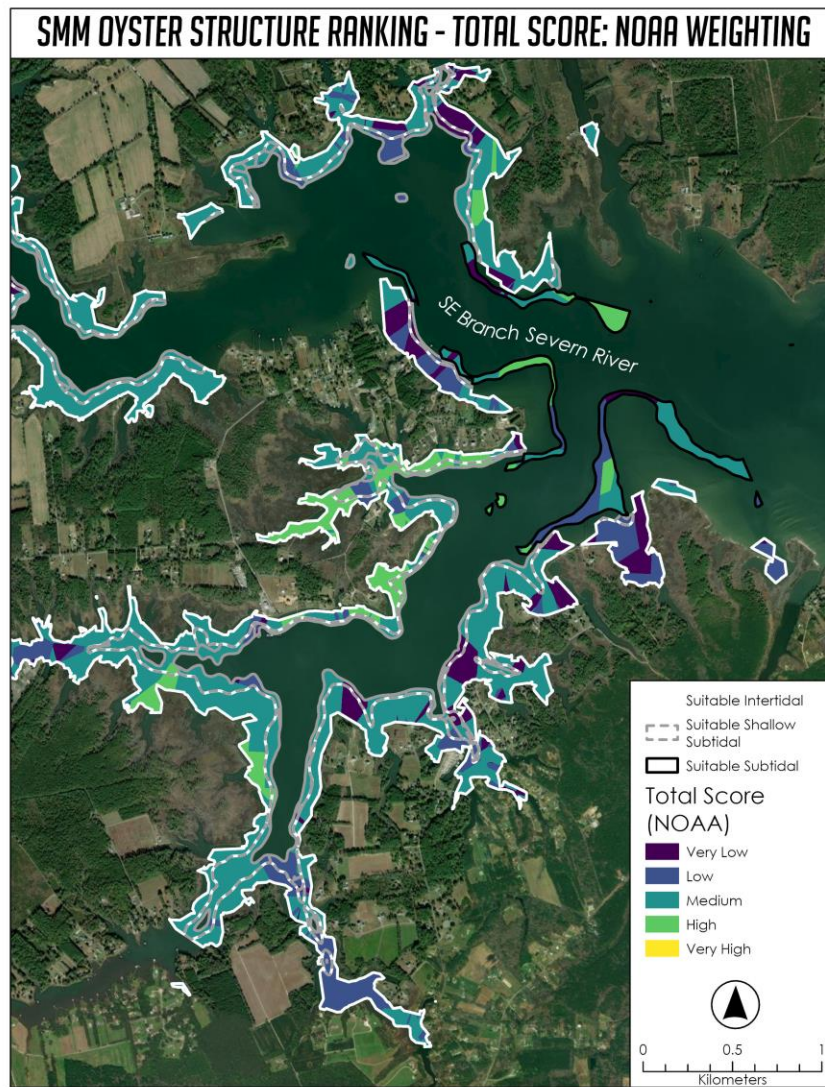 SMM OYSTER STRUCTURE RANKING - TOTAL SCORE: NOAA WEIGHTING
SE Branch Severn River
Suitable Intertidal
Suitable Shallow
Subtidal
Suitable Subtidal
Total Score
(NOAA)
Very Low
Low
Medium
High
Very High
0 0.5 1
Kilometers